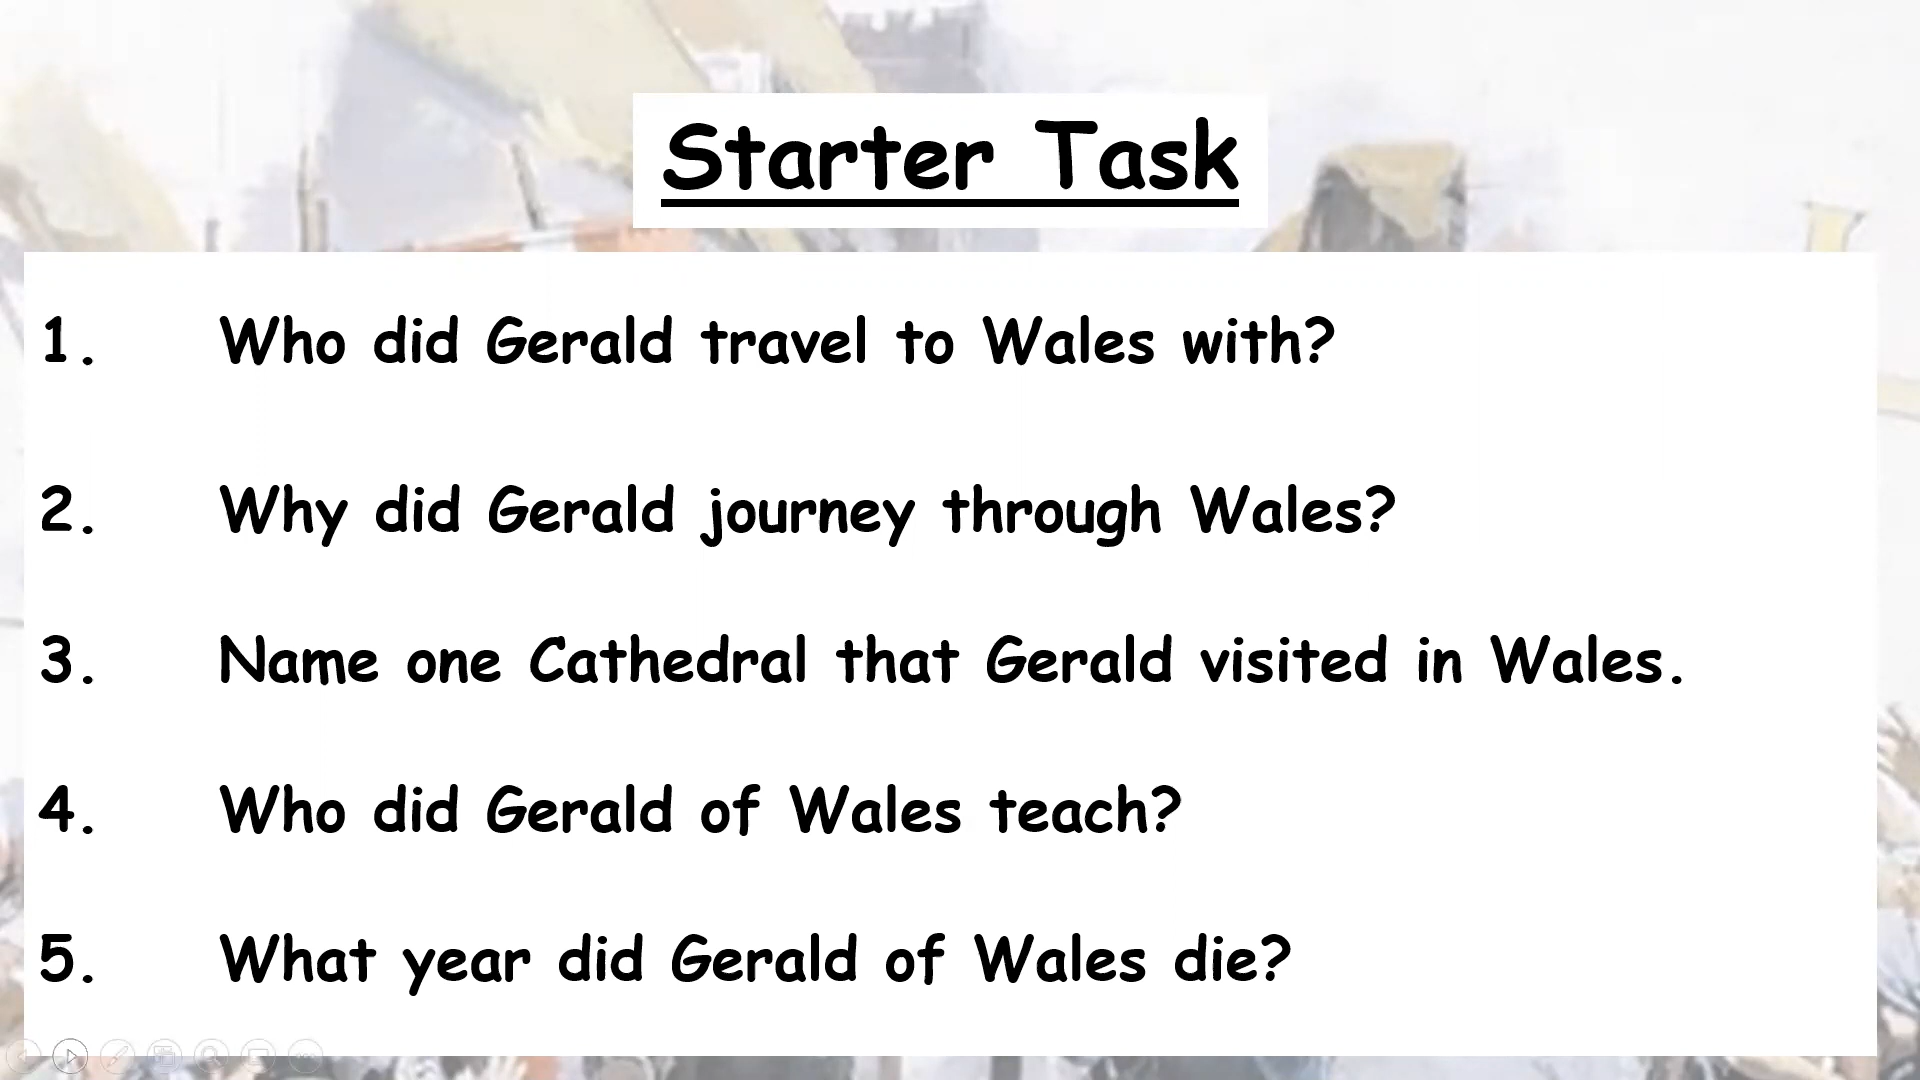 Starter Task
1. Who did Gerald travel to Wales with?
2. Why did Gerald journey through Wales?
3. Name one Cathedral that Gerald visited in Wales.
4. Who did Gerald of Wales teach?
5. What year did Gerald of Wales die?